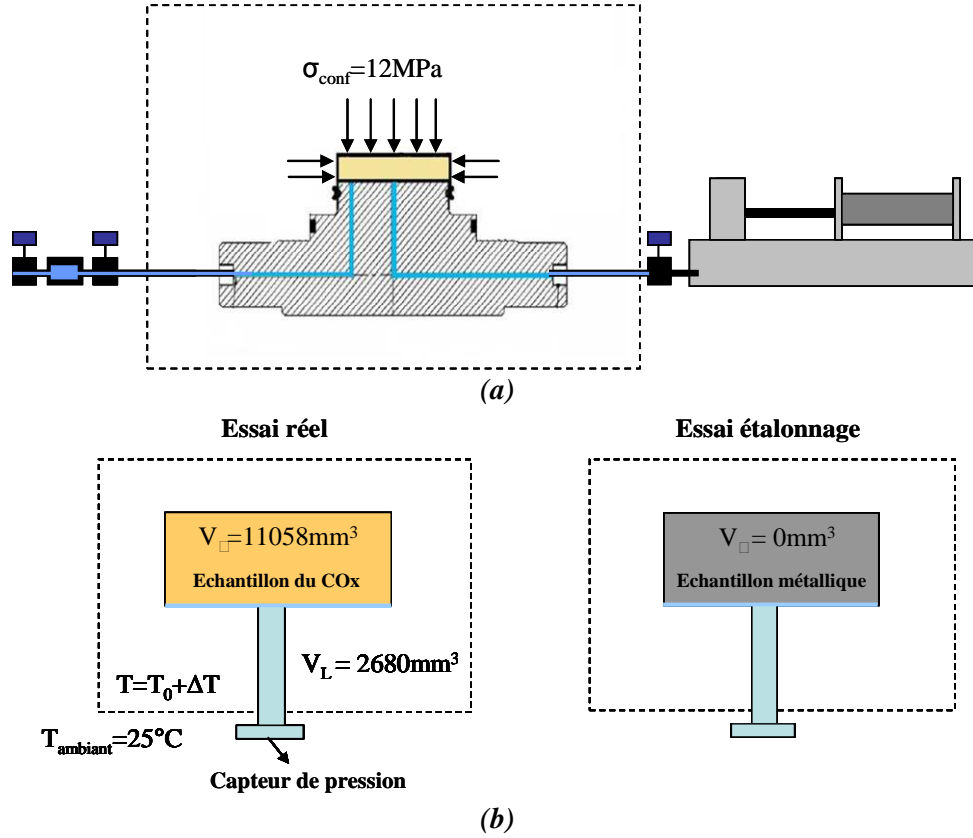 σconf=12MPa
(a)
Essai réel
Essai étalonnage
V□=11058mm³
Echantillon du COx
V□= 0mm³
Echantillon métallique
VL = 2680mm³
T=T0+ΔT
Tambiant=25°C
Capteur de pression
(b)